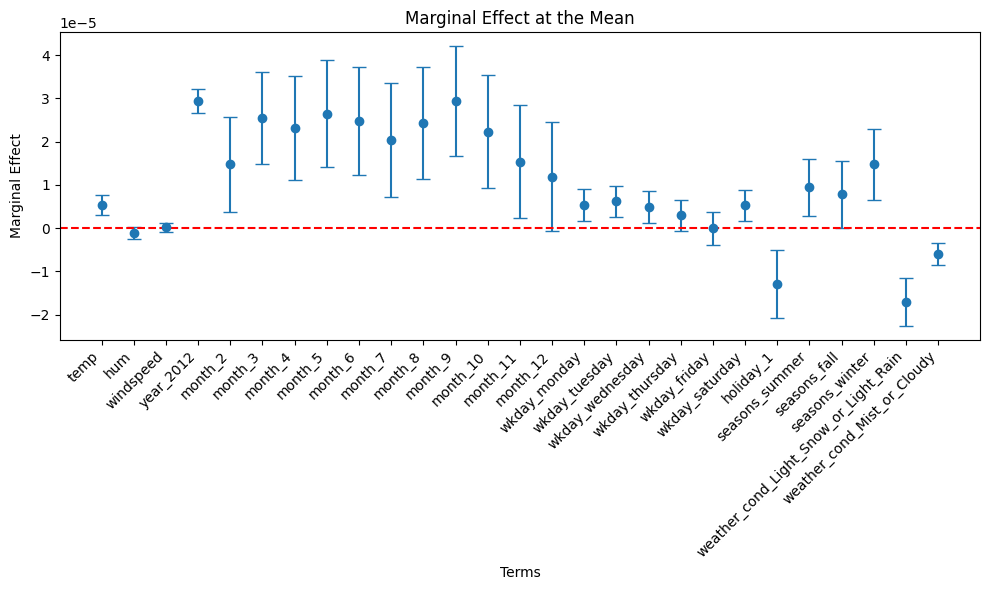 Marginal Effect at the Mean
1e−5
Marginal Effect
4
3
2
1
0
−1
−2
temp
hum
windspeed
year_2012
month_2
month_3
month_4
month_5
month_6
month_7
month_8
month_9
month_10
month_11
month_12
wkday_monday
wkday_tuesday
wkday_wednesday
wkday_thursday
wkday_friday
wkday_saturday
holiday_1
seasons_summer
seasons_fall
seasons_winter
weather_cond_Light_Snow_or_Light_Rain
weather_cond_Mist_or_Cloudy
Terms